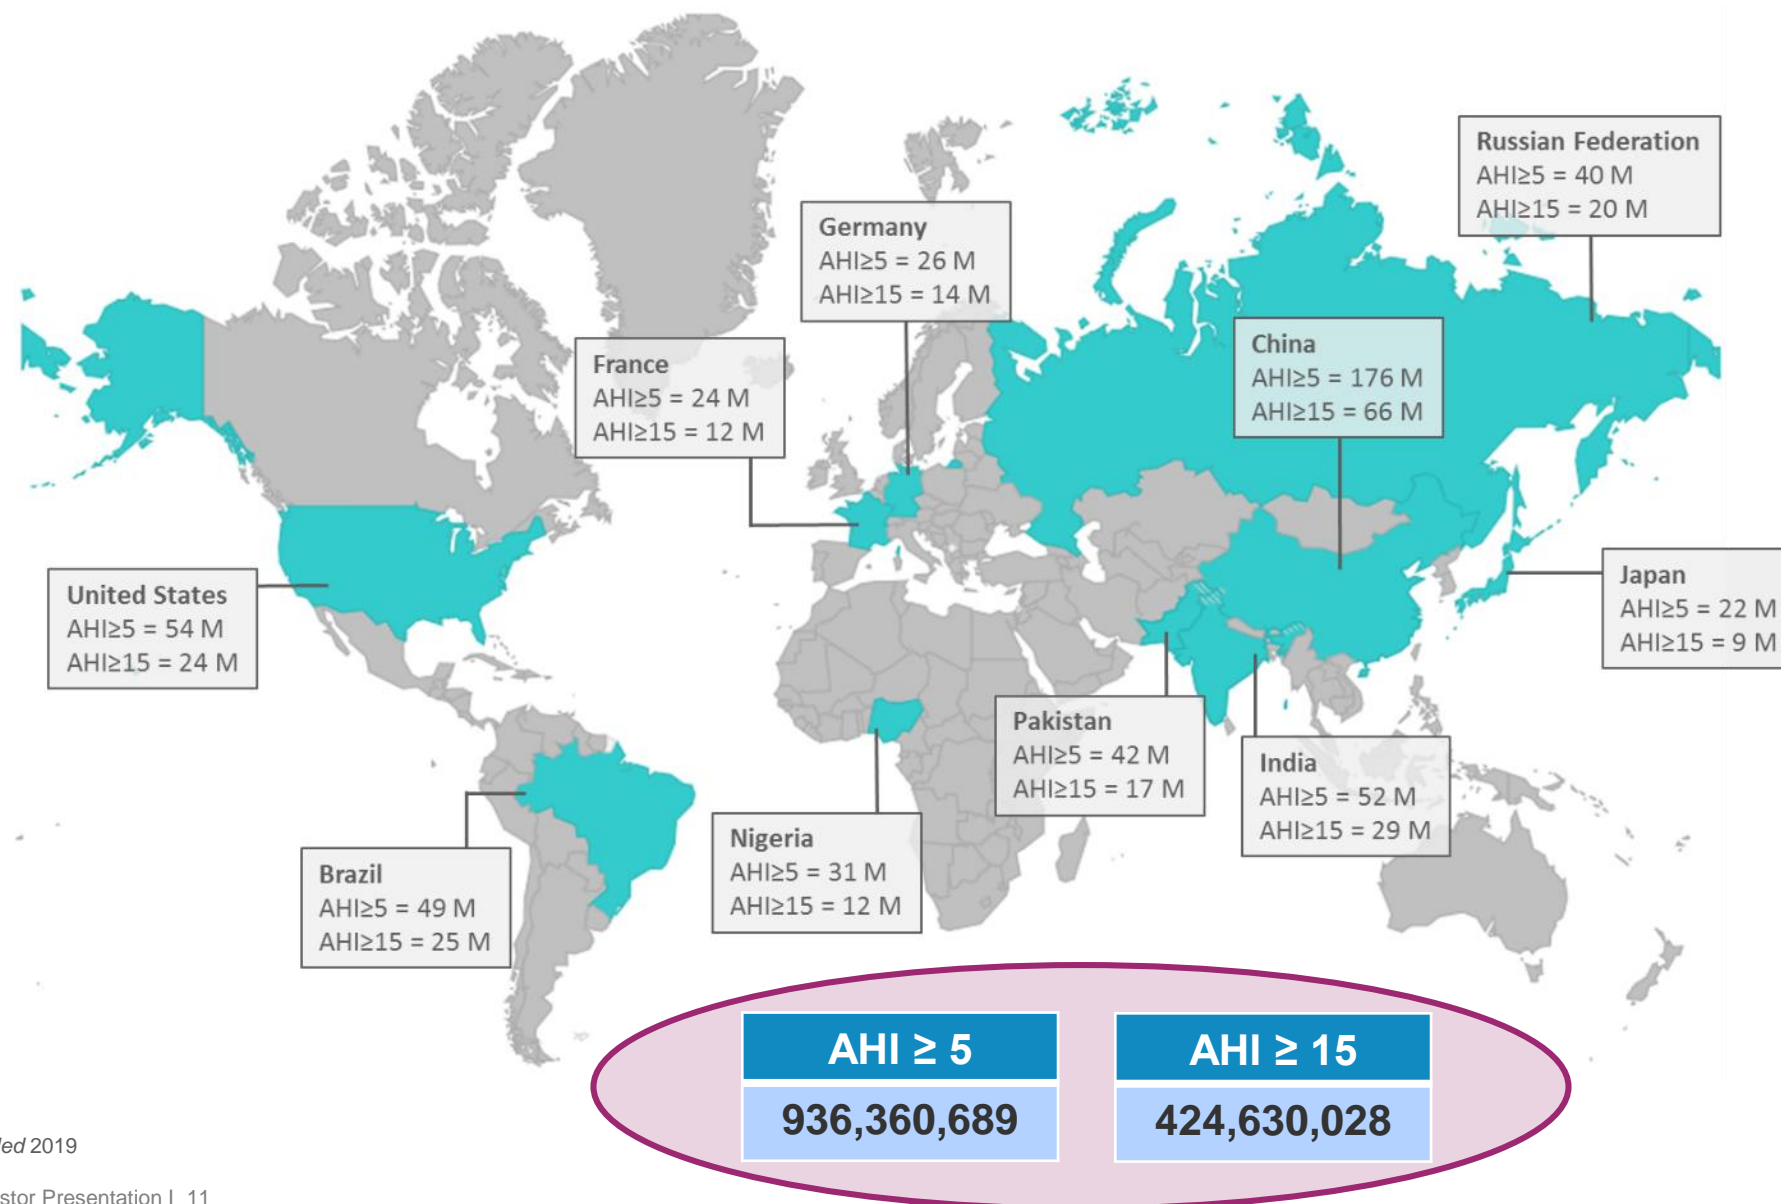 Russian Federation
AHI≥5 = 40 M
AHI≥15 = 20 M
Germany
AHI≥5 = 26 M
AHI≥15 = 14 M
China
AHI≥5 = 176 M
AHI≥15 = 66 M
France
AHI≥5 = 24 M
AHI≥15 = 12 M
United States
AHI≥5 = 54 M
AHI≥15 = 24 M
Japan
AHI≥5 = 22 M
AHI≥15 = 9 M
Pakistan
AHI≥5 = 42 M
AHI≥15 = 17 M
India
AHI≥5 = 52 M
AHI≥15 = 29 M
Nigeria
AHI≥5 = 31 M
AHI≥15 = 12 M
Brazil
AHI≥5 = 49 M
AHI≥15 = 25 M
AHI ≥ 5
936,360,689
AHI ≥ 15
424,630,028
2019
Presentation | 11